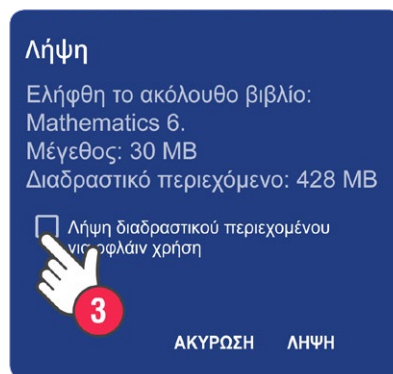 Λήψη
Ελήφθη το ακόλουθο βιβλίο:
Mathematics 6.
Μέγεθος: 30 MB
Διαδραστικό περιεχόμενο: 428 MB
Λήψη διαδραστικού περιεχομένου
για οφλάιν χρήση
3
ΑΚΥΡΩΣΗ ΛΗΨΗ